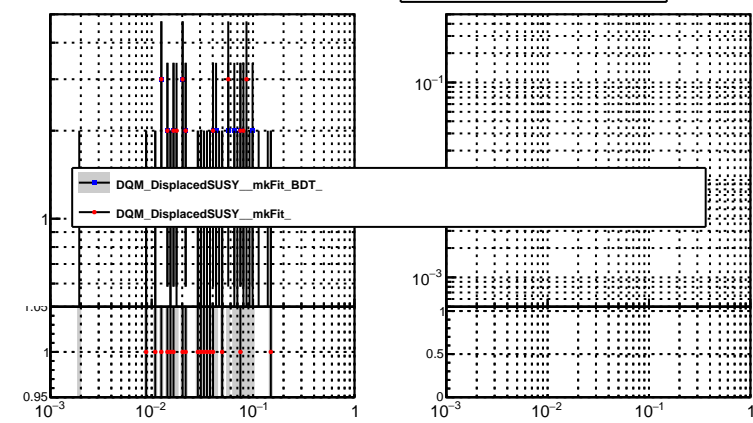 10⁻¹
DQM_DisplacedSUSY__mkFit_BDT_
DQM_DisplacedSUSY__mkFit_
1
10⁻³
1.05
1
1
0.5
0.95
0
10⁻³ 10⁻² 10⁻¹ 1
10⁻³ 10⁻² 10⁻¹ 1